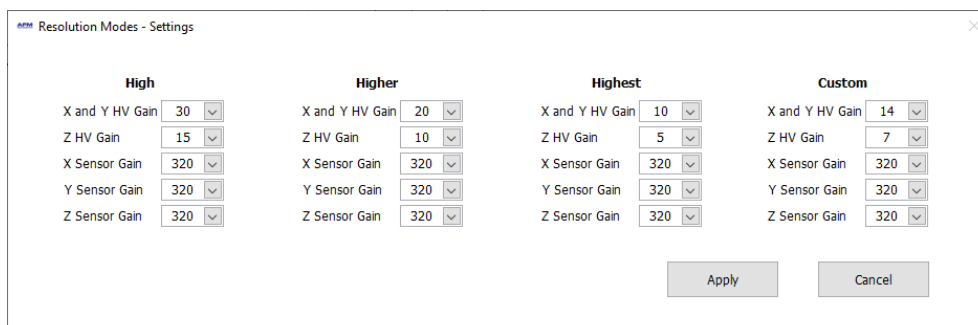 AFM Resolution Modes - Settings
High Higher Highest Custom
X and Y HV Gain 30 X and Y HV Gain 20 X and Y HV Gain 10 X and Y HV Gain 14
Z HV Gain 15 Z HV Gain 10 Z HV Gain 5 Z HV Gain 7
X Sensor Gain 320 X Sensor Gain 320 X Sensor Gain 320 X Sensor Gain 320
Y Sensor Gain 320 Y Sensor Gain 320 Y Sensor Gain 320 Y Sensor Gain 320
Z Sensor Gain 320 Z Sensor Gain 320 Z Sensor Gain 320 Z Sensor Gain 320
Apply Cancel